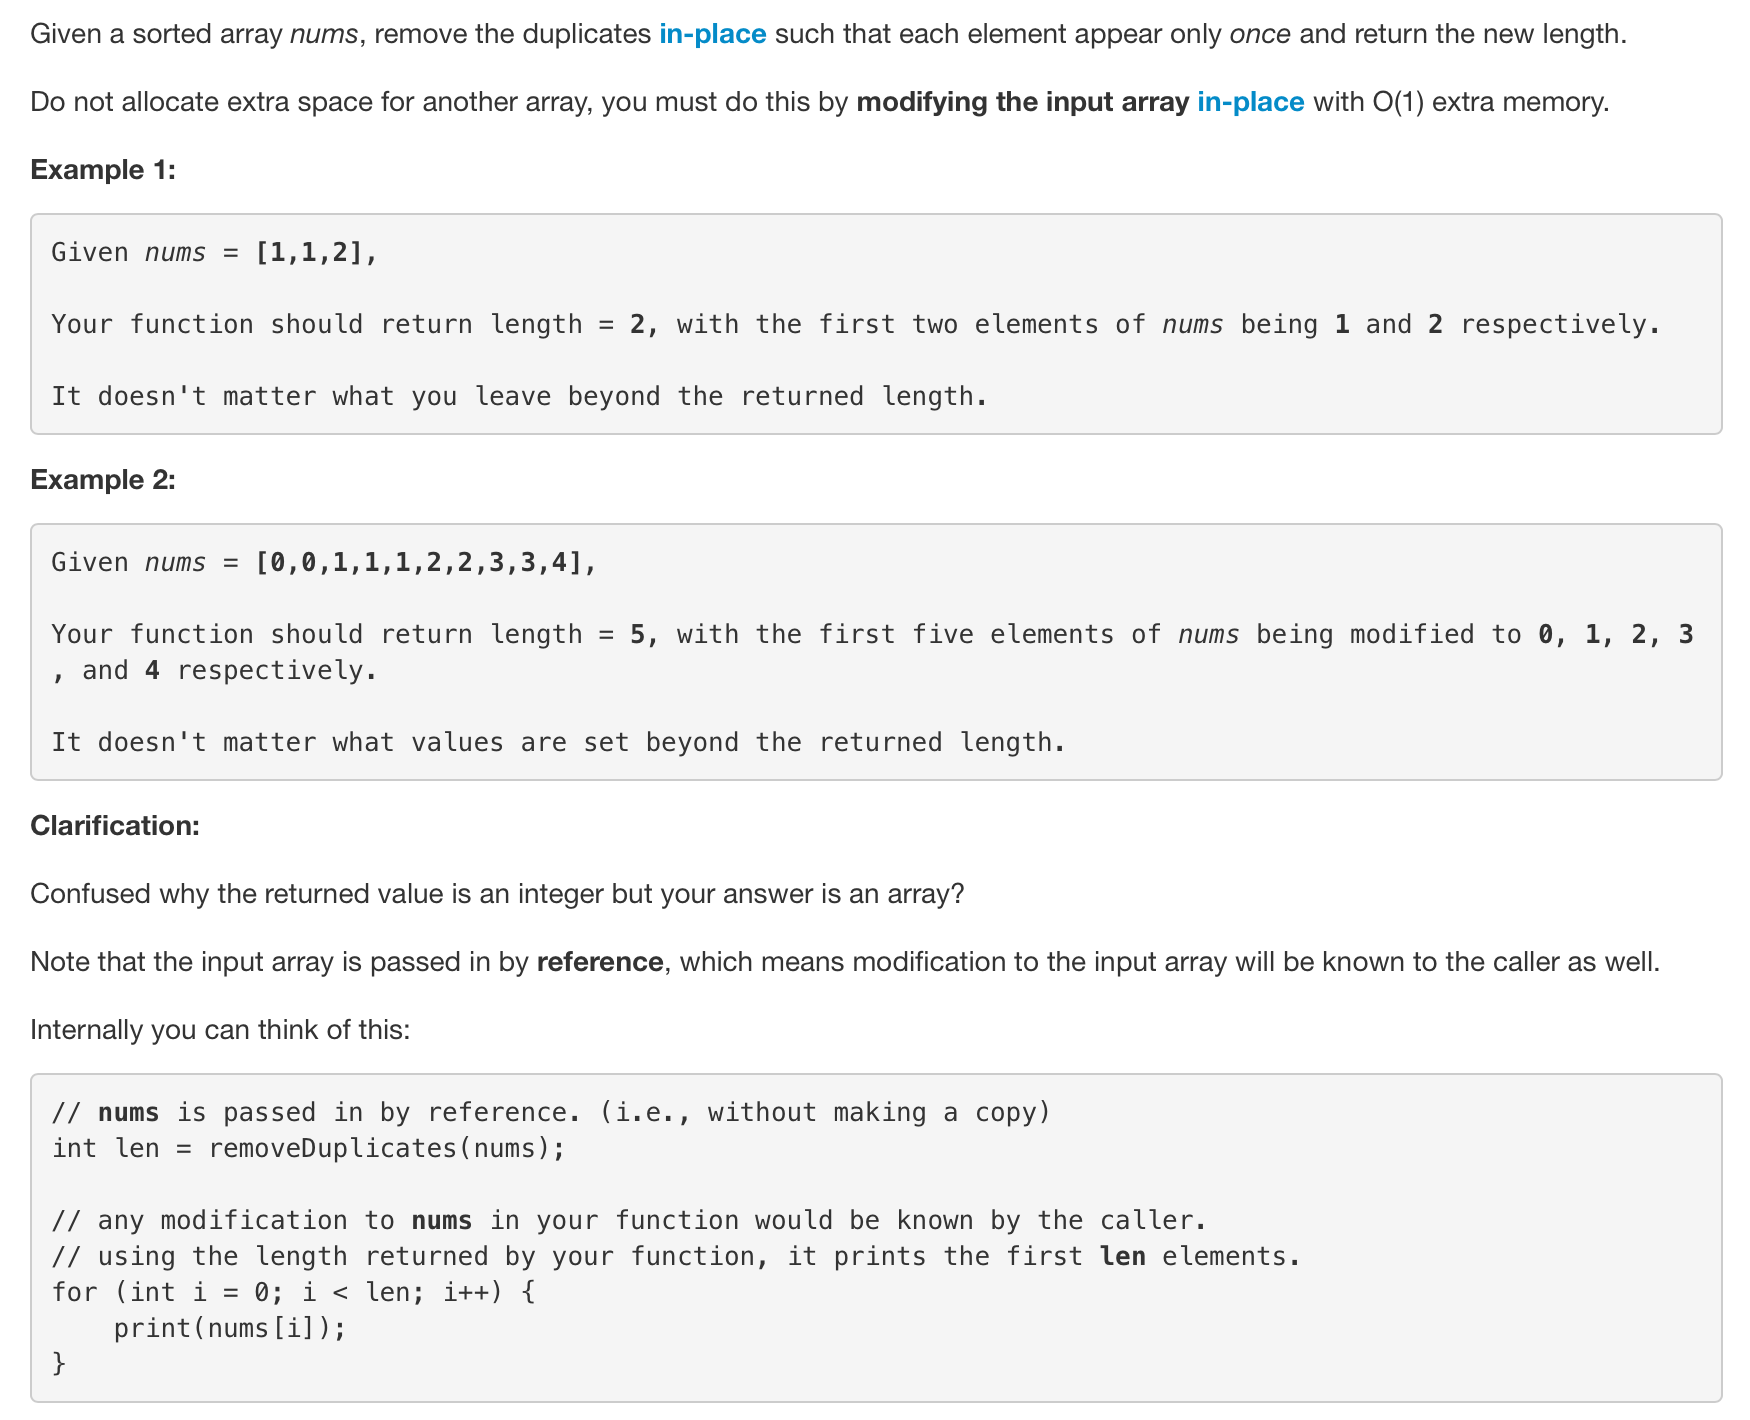 Given a sorted array nums, remove the duplicates in-place such that each element appear only once and return the new length.
Do not allocate extra space for another array, you must do this by modifying the input array in-place with O(1) extra memory.
Example 1:
Given nums = [1,1,2],
Your function should return length = 2, with the first two elements of nums being 1 and 2 respectively.
It doesn't matter what you leave beyond the returned length.
Example 2:
Given nums = [0,0,1,1,1,2,2,3,3,4],
Your function should return length = 5, with the first five elements of nums being modified to 0, 1, 2, 3
, and 4 respectively.
It doesn't matter what values are set beyond the returned length.
Clarification:
Confused why the returned value is an integer but your answer is an array?
Note that the input array is passed in by reference, which means modification to the input array will be known to the caller as well.
Internally you can think of this:
// nums is passed in by reference. (i.e., without making a copy)
int len = removeDuplicates(nums);
// any modification to nums in your function would be known by the caller.
// using the length returned by your function, it prints the first len elements.
for (int i = 0; i < len; i++) {
    print(nums[i]);
}